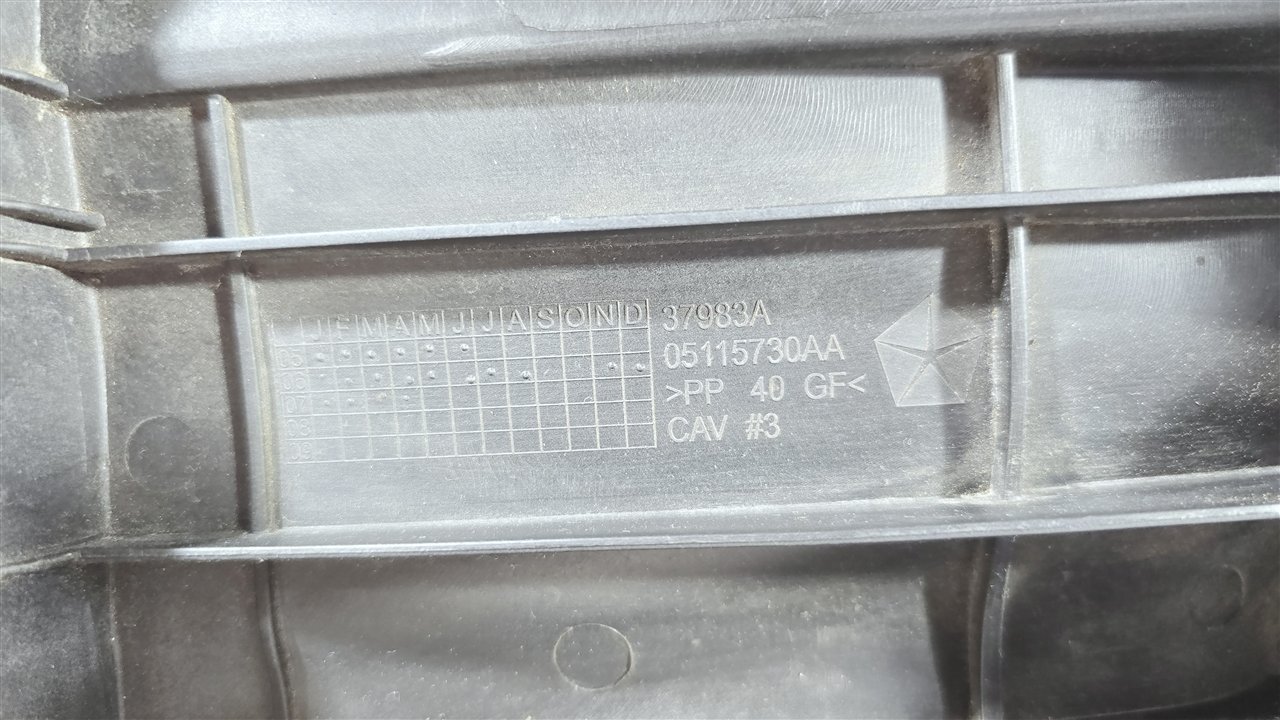 J F M A M J J A S O N D
05
06
07
08
09
37983A
05115730AA
>PP 40 GF<
CAV #3